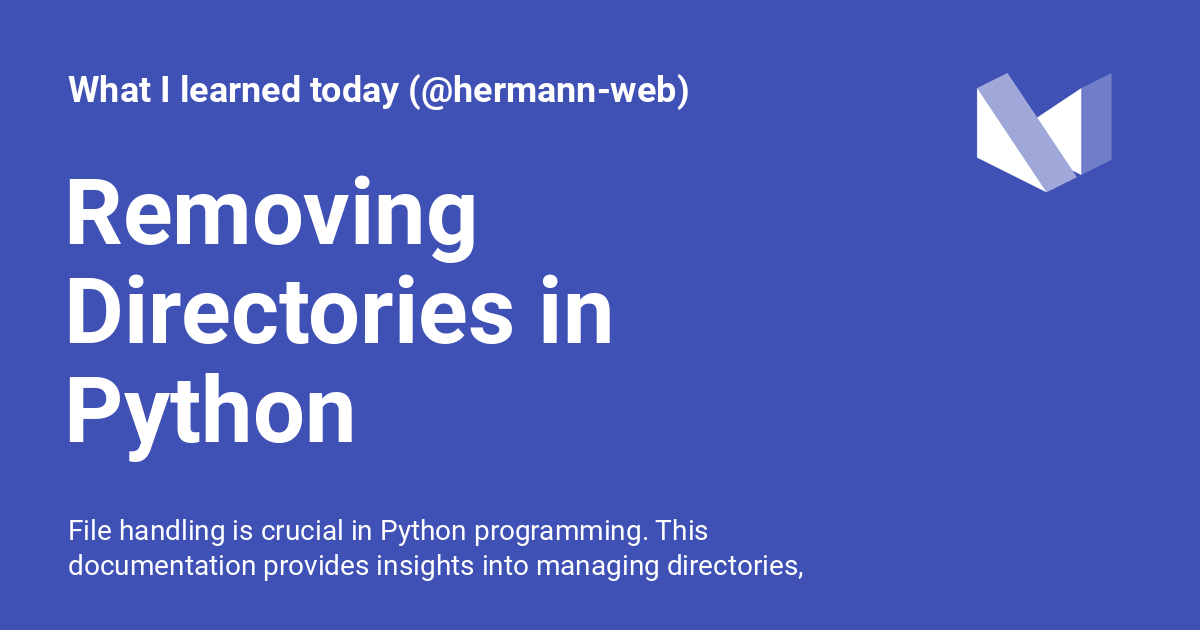 What I learned today (@hermann-web)
Removing
Directories in
Python
File handling is crucial in Python programming. This
documentation provides insights into managing directories,